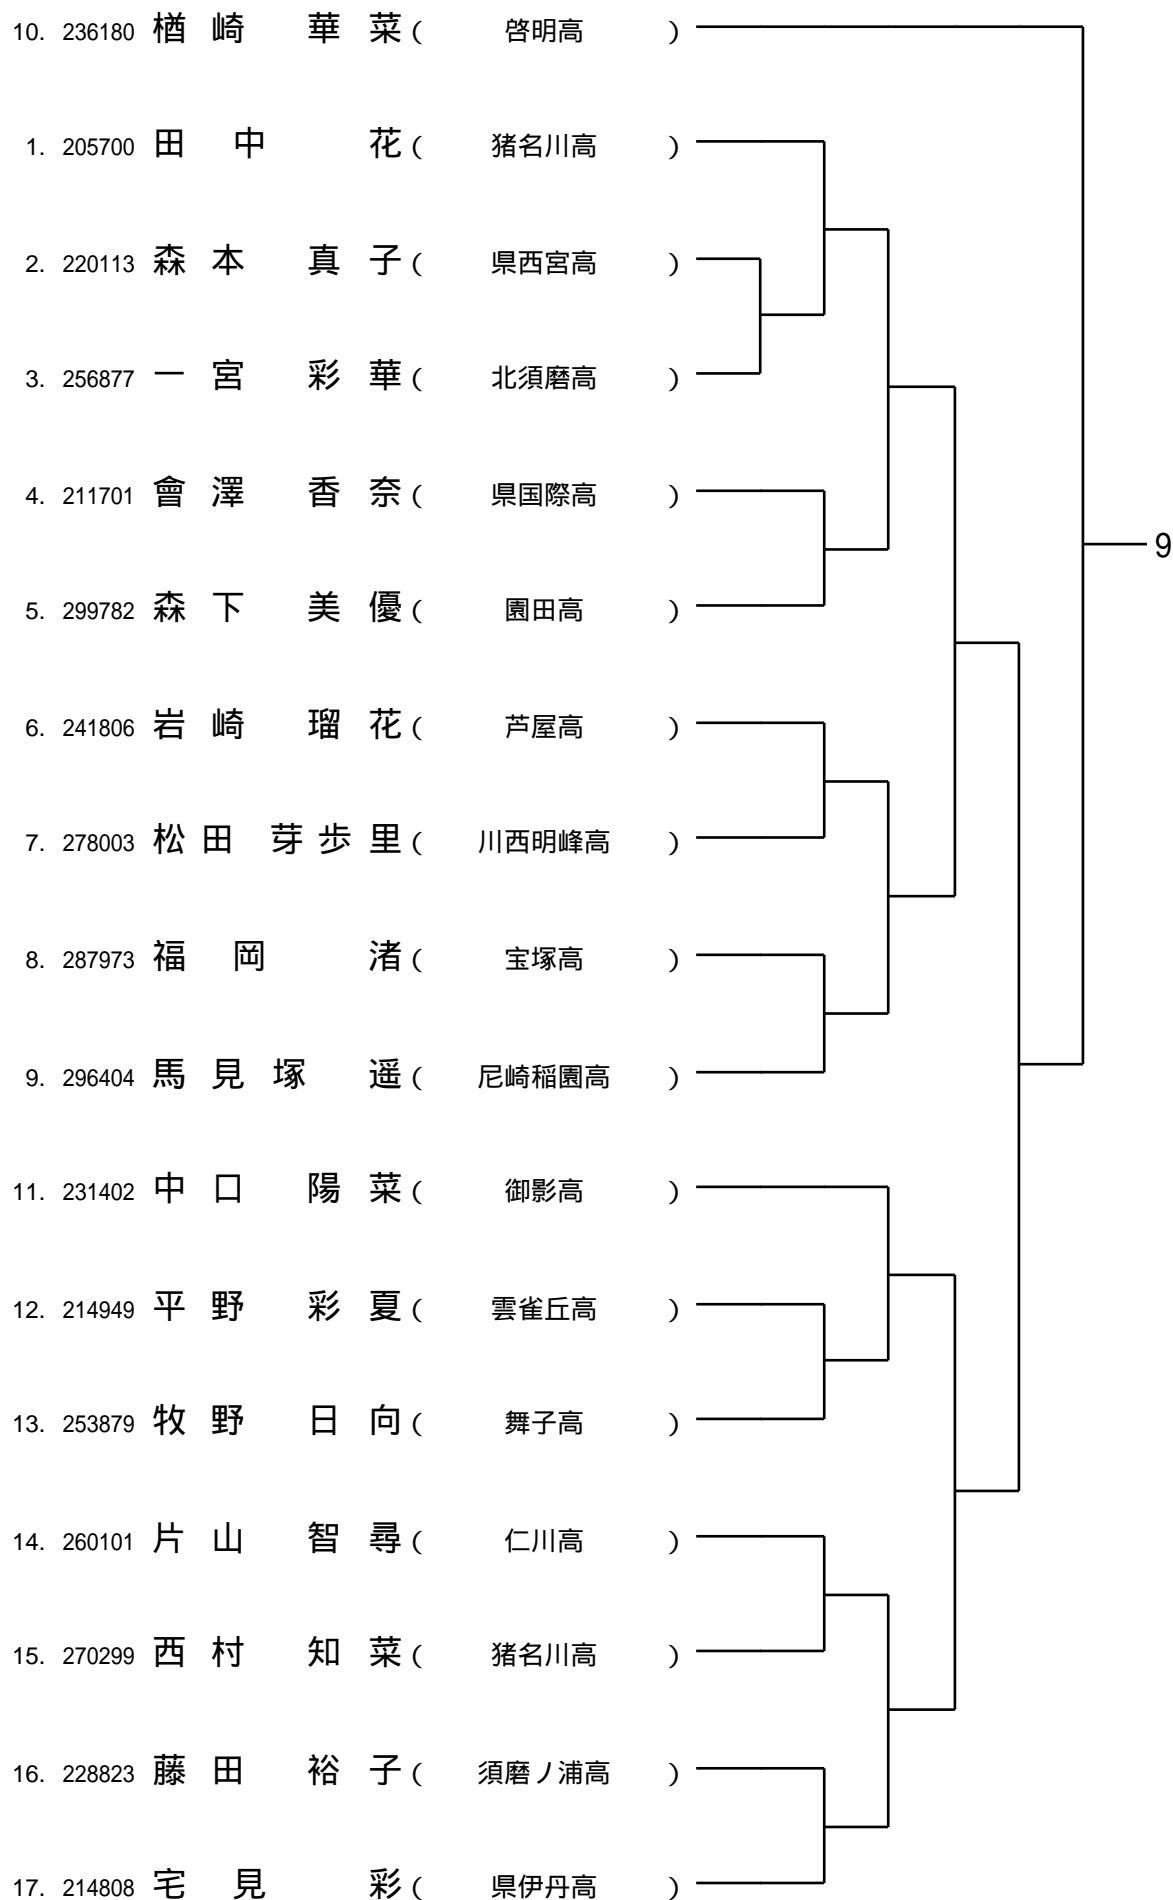 10. 236180 楢崎 華菜 ( 啓明高 )
1. 205700 田中 花 ( 猪名川高 )
2. 220113 森本 真子 ( 県西宮高 )
3. 256877 一宮 彩華 ( 北須磨高 )
4. 211701 會澤 香奈 ( 県国際高 )
9
5. 299782 森下 美優 ( 園田高 )
6. 241806 岩崎 瑠花 ( 芦屋高 )
7. 278003 松田 芽歩里 ( 川西明峰高 )
8. 287973 福岡 渚 ( 宝塚高 )
9. 296404 馬見塚 遥 ( 尼崎稲園高 )
11. 231402 中口 陽菜 ( 御影高 )
12. 214949 平野 彩夏 ( 雲雀丘高 )
13. 253879 牧野 日向 ( 舞子高 )
14. 260101 片山 智尋 ( 仁川高 )
15. 270299 西村 知菜 ( 猪名川高 )
16. 228823 藤田 裕子 ( 須磨ノ浦高 )
17. 214808 宅見 彩 ( 県伊丹高 )